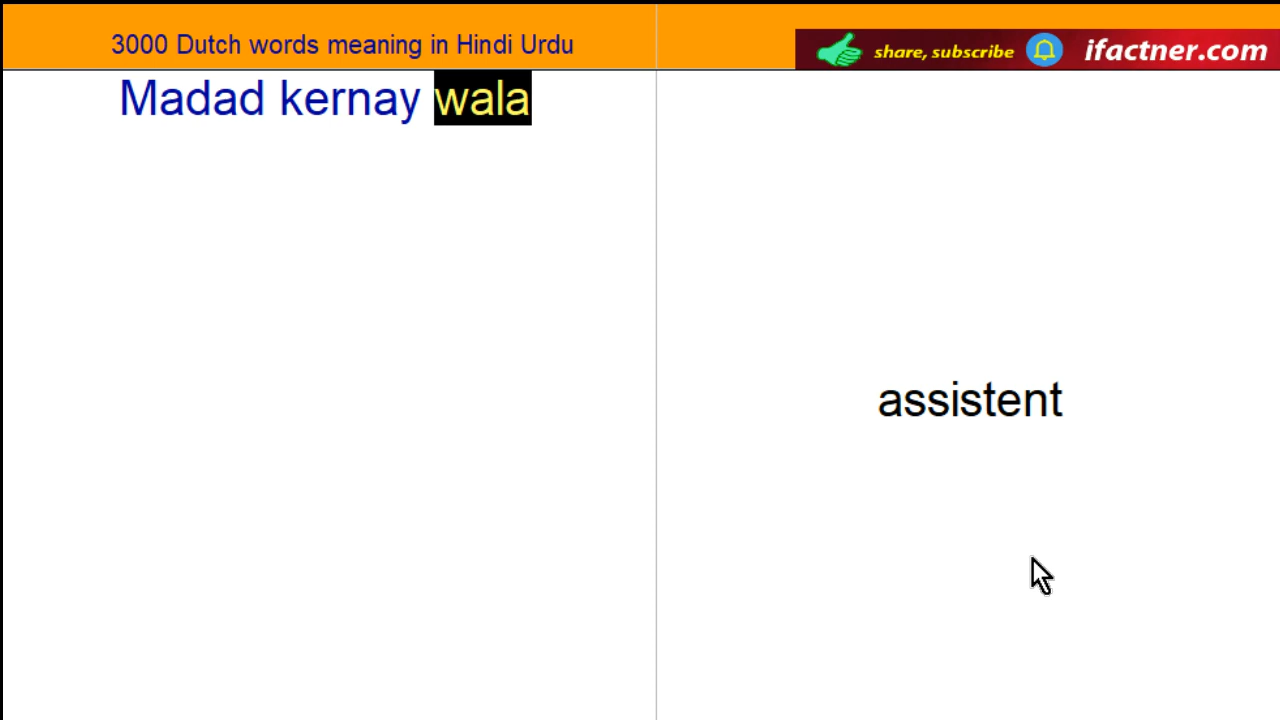 3000 Dutch words meaning in Hindi Urdu
share, subscribe ifactner.com
Madad kernay wala
assistent